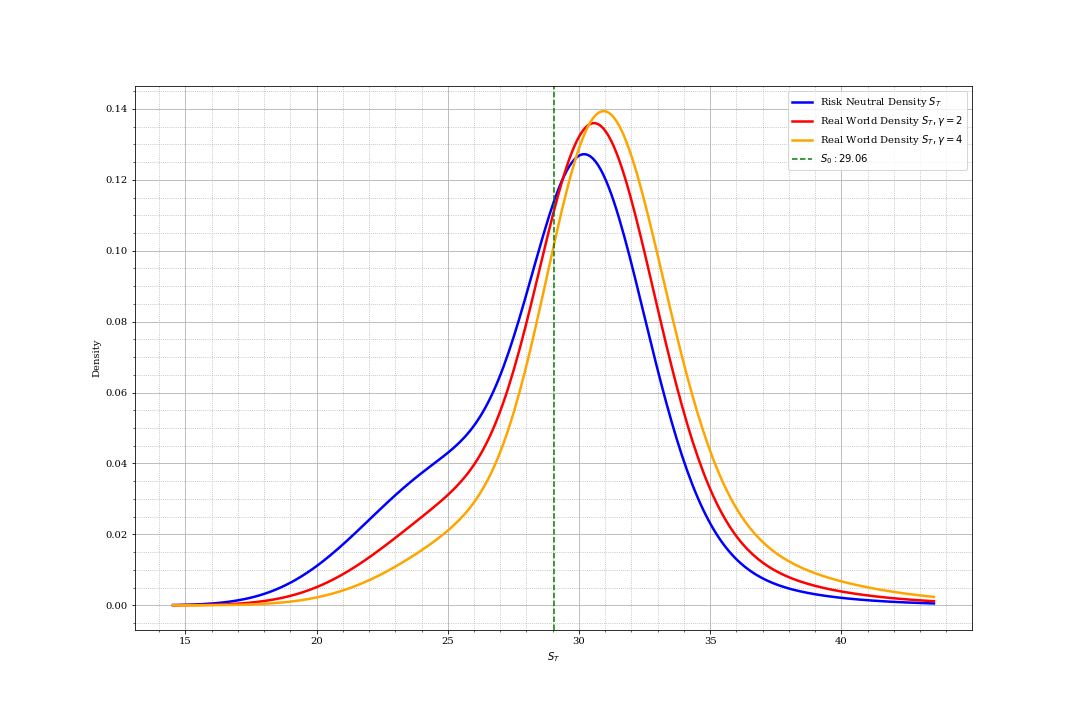 0.14
0.12
0.10
0.08
0.06
0.04
0.02
0.00
Density
15 20 25 30 35 40
S_T
Risk Neutral Density S_T
Real World Density S_T, γ = 2
Real World Density S_T, γ = 4
S_0 : 29.06